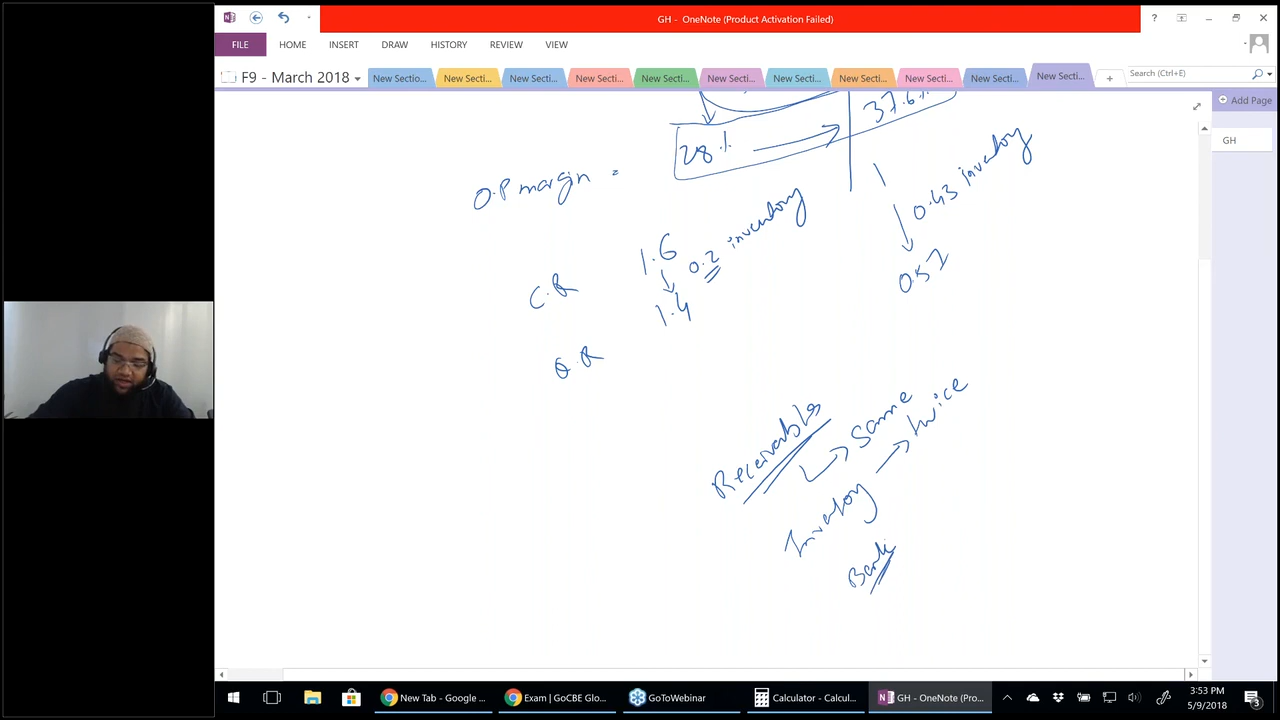 GH - OneNote (Product Activation Failed)
?
FILE HOME INSERT DRAW HISTORY REVIEW VIEW
F9 - March 2018 New Sectio... New Secti... New Secti... New Secti... New Secti... New Secti... New Secti... New Secti... New Secti... New Secti... New Secti... + Search (Ctrl+E)
Add Page
GH
37.6%
28%
O.P margin =
1
0.43 inventory
1.6
0.2 inventory
C.R
0.57
1.4
Q.R
Receivables
Same
twice
Inventory
Bank
New Tab - Google ... Exam | GoCBE Glo... GoToWebinar Calculator - Calcul... GH - OneNote (Pro...
3:53 PM
5/9/2018
3